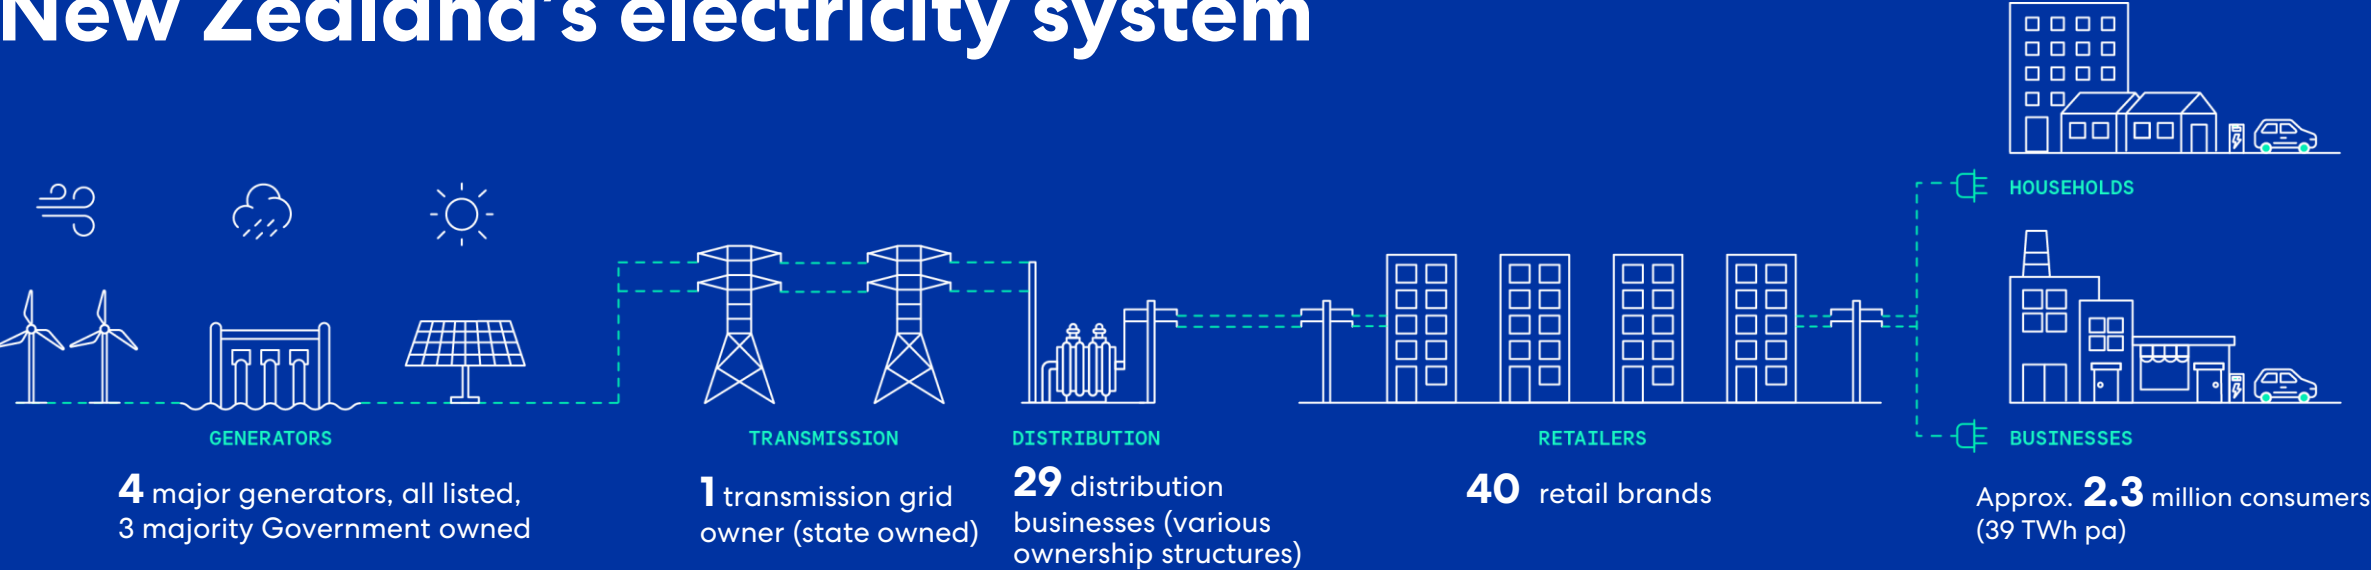 New Zealand's electricity system
HOUSEHOLDS
GENERATORS
4 major generators, all listed,
3 majority Government owned
TRANSMISSION
1 transmission grid
owner (state owned)
DISTRIBUTION
29 distribution
businesses (various
ownership structures)
RETAILERS
40 retail brands
BUSINESSES
Approx. 2.3 million consumers
(39 TWh pa)